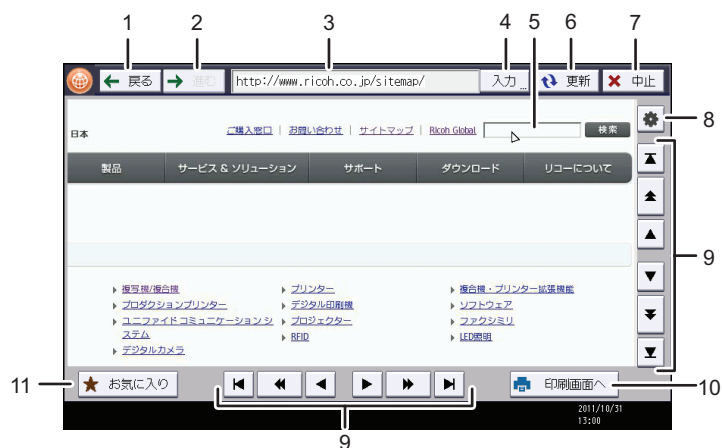 1 2 3 4 5 6 7
戻る 進む http://www.ricoh.co.jp/sitemap/ 入力 更新 中止
8
日本 ご購入窓口 | お問い合わせ | サイトマップ | Ricoh Global 検索
製品 サービス & ソリューション サポート ダウンロード リコーについて
9
複写機/複合機 プリンター 複合機・プリンター拡張機能
プロダクションプリンター デジタル印刷機 ソフトウェア
ユニファイドコミュニケーションシ プロジェクター ファクシミリ
ステム RFID LED照明
デジタルカメラ
11 お気に入り 印刷画面へ 10
9
2011/10/31
13:00